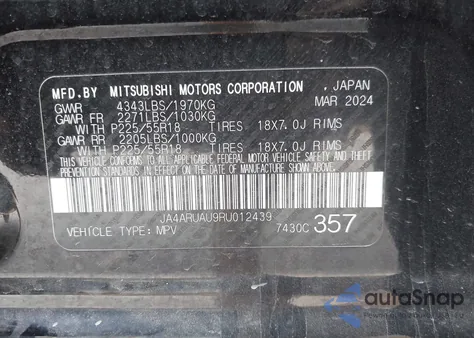 MFD.BY MITSUBISHI MOTORS CORPORATION , JAPAN
GVWR 4343LBS/1970KG MAR 2024
GAWR FR 2271LBS/1030KG
WITH P225/55R18 TIRES 18X7.0J RIMS
GAWR RR 2205LBS/1000KG
WITH P225/55R18 TIRES 18X7.0J RIMS
THIS VEHICLE CONFORMS TO ALL APPLICABLE FEDERAL MOTOR VEHICLE
SAFETY, BUMPER, AND THEFT PREVENTION STANDARDS IN EFFECT ON
THE DATE OF MANUFACTURE SHOWN ABOVE.
JA4ARUAU9RU012439
VEHICLE TYPE: MPV 7430C 357
autoSnap